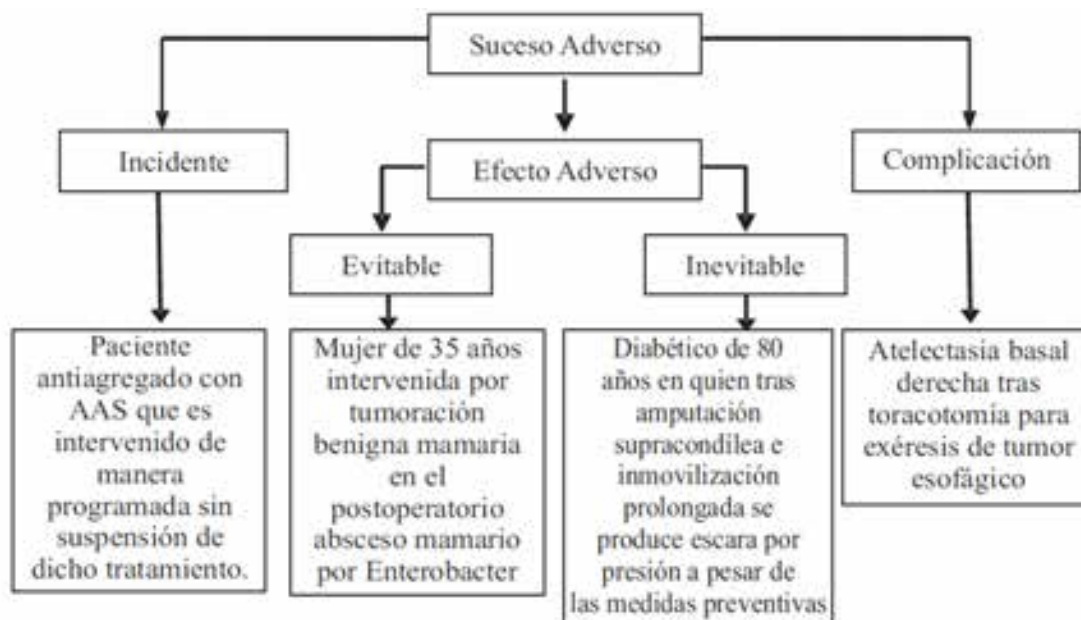 Suceso Adverso
Incidente
Efecto Adverso
Complicación
Evitable
Inevitable
Paciente
antiagregado con
AAS que es
intervenido de
manera
programada sin
suspensión de
dicho tratamiento.
Mujer de 35 años
intervenida por
tumoración
benigna mamaria
en el
postoperatorio
absceso mamario
por Enterobacter
Diabético de 80
años en quien tras
amputación
supracondílea e
inmovilización
prolongada se
produce escara por
presión a pesar de
las medidas preventivas
Atelectasia basal
derecha tras
toracotomía para
exéresis de tumor
esofágico